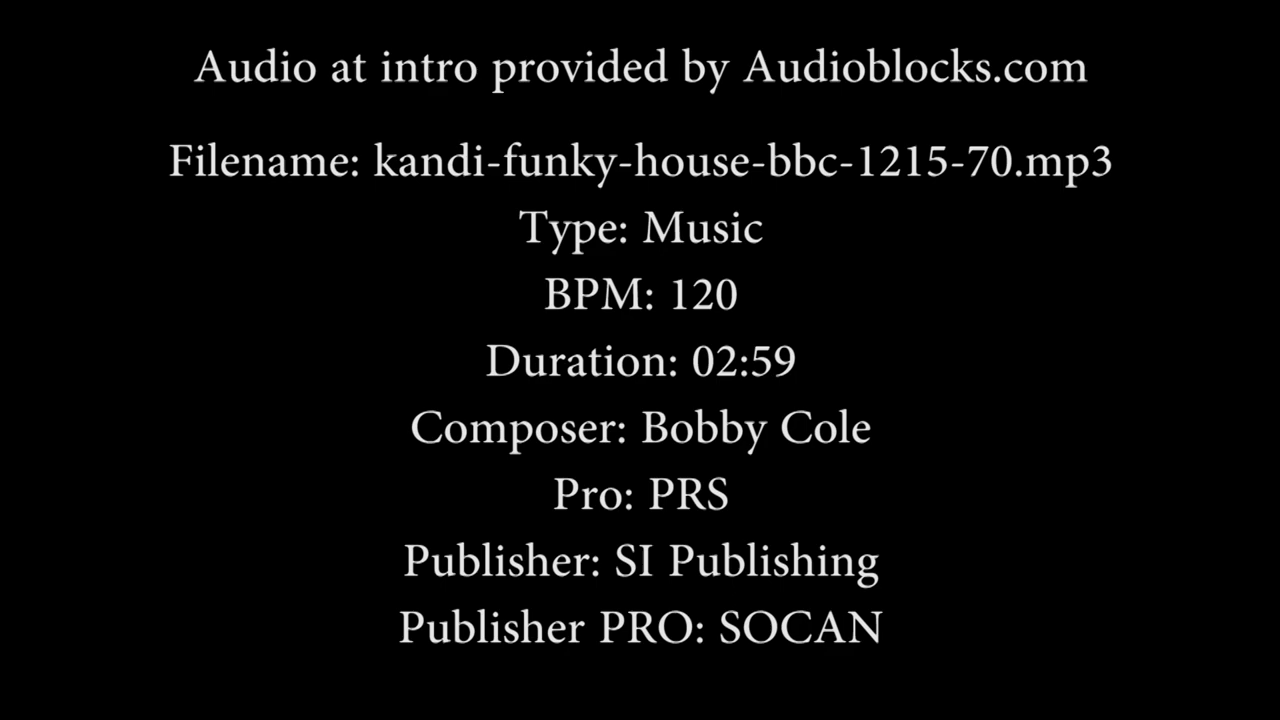 Audio at intro provided by Audioblocks.com
Filename: kandi-funky-house-bbc-1215-70.mp3
Type: Music
BPM: 120
Duration: 02:59
Composer: Bobby Cole
Pro: PRS
Publisher: SI Publishing
Publisher PRO: SOCAN